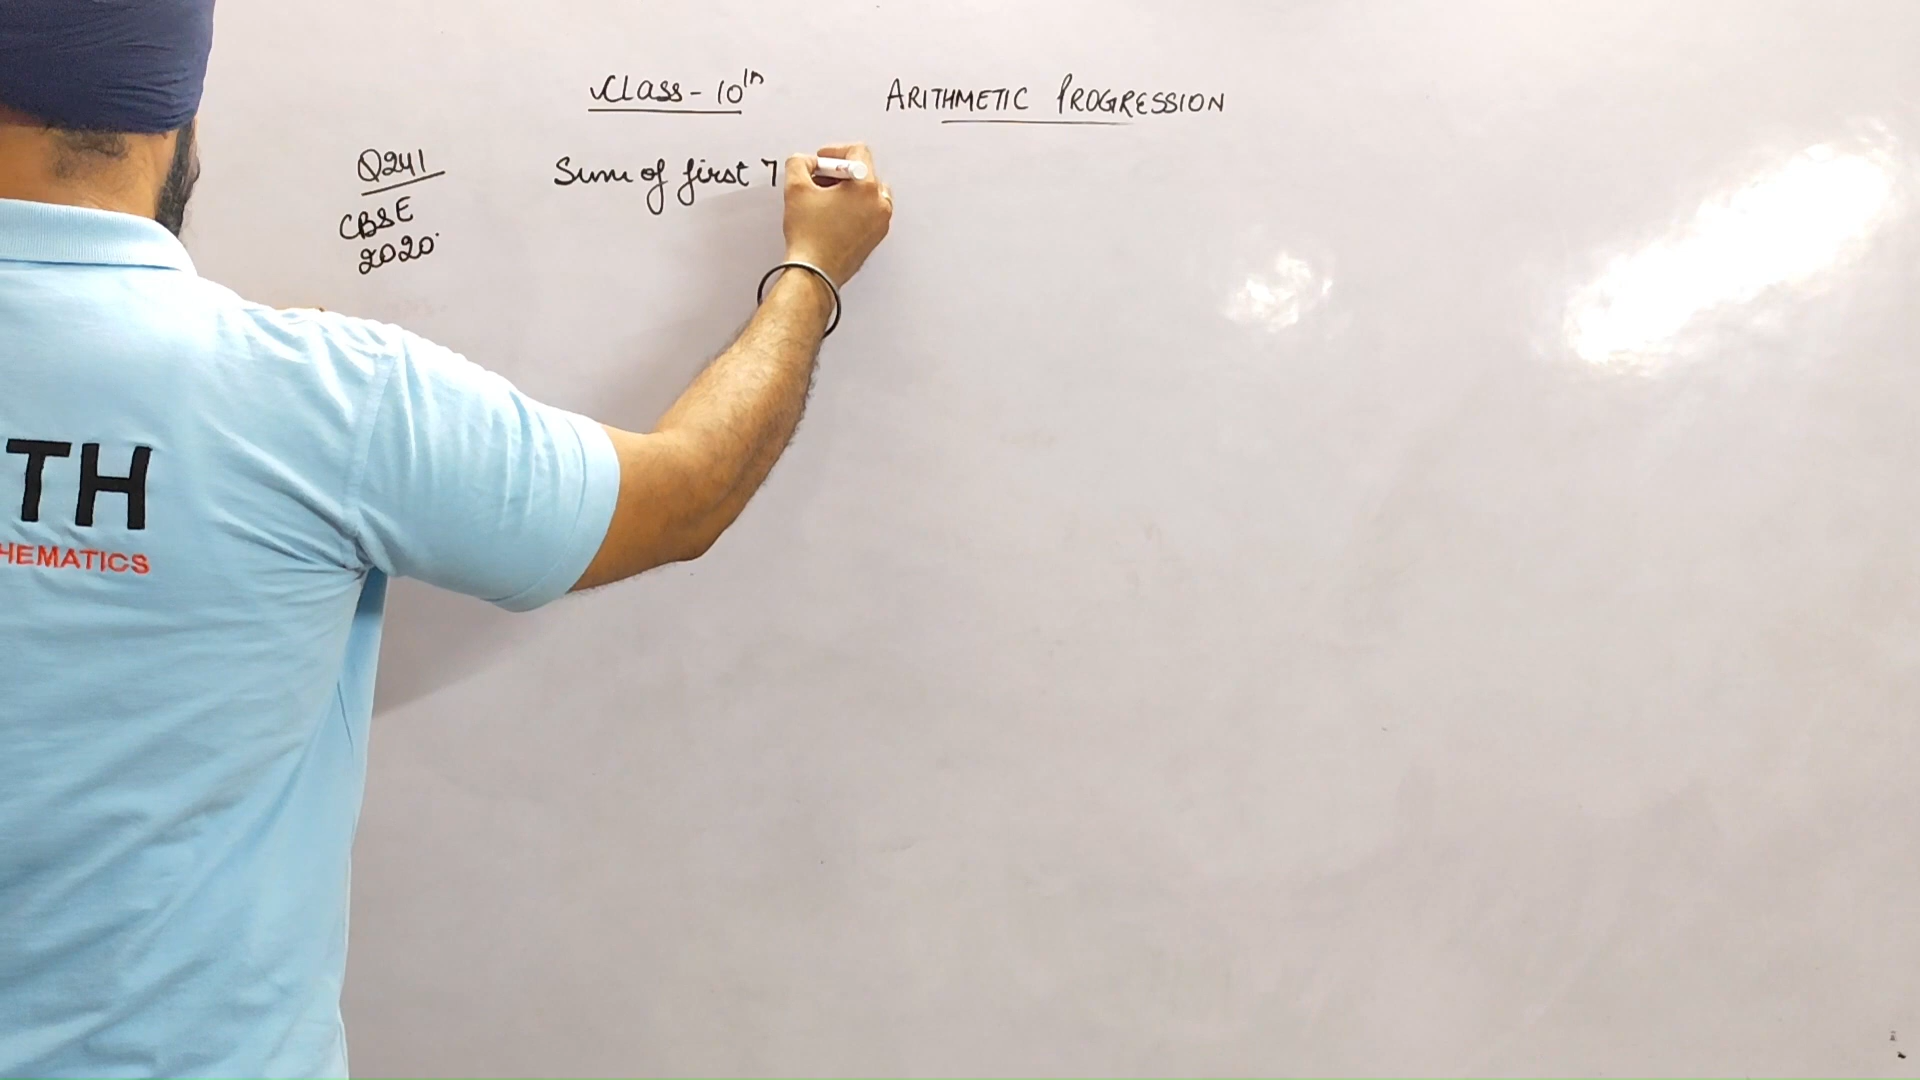 Class - 10th
ARITHMETIC PROGRESSION
Q241
CBSE
2020
Sum of first 7
TH
HEMATICS